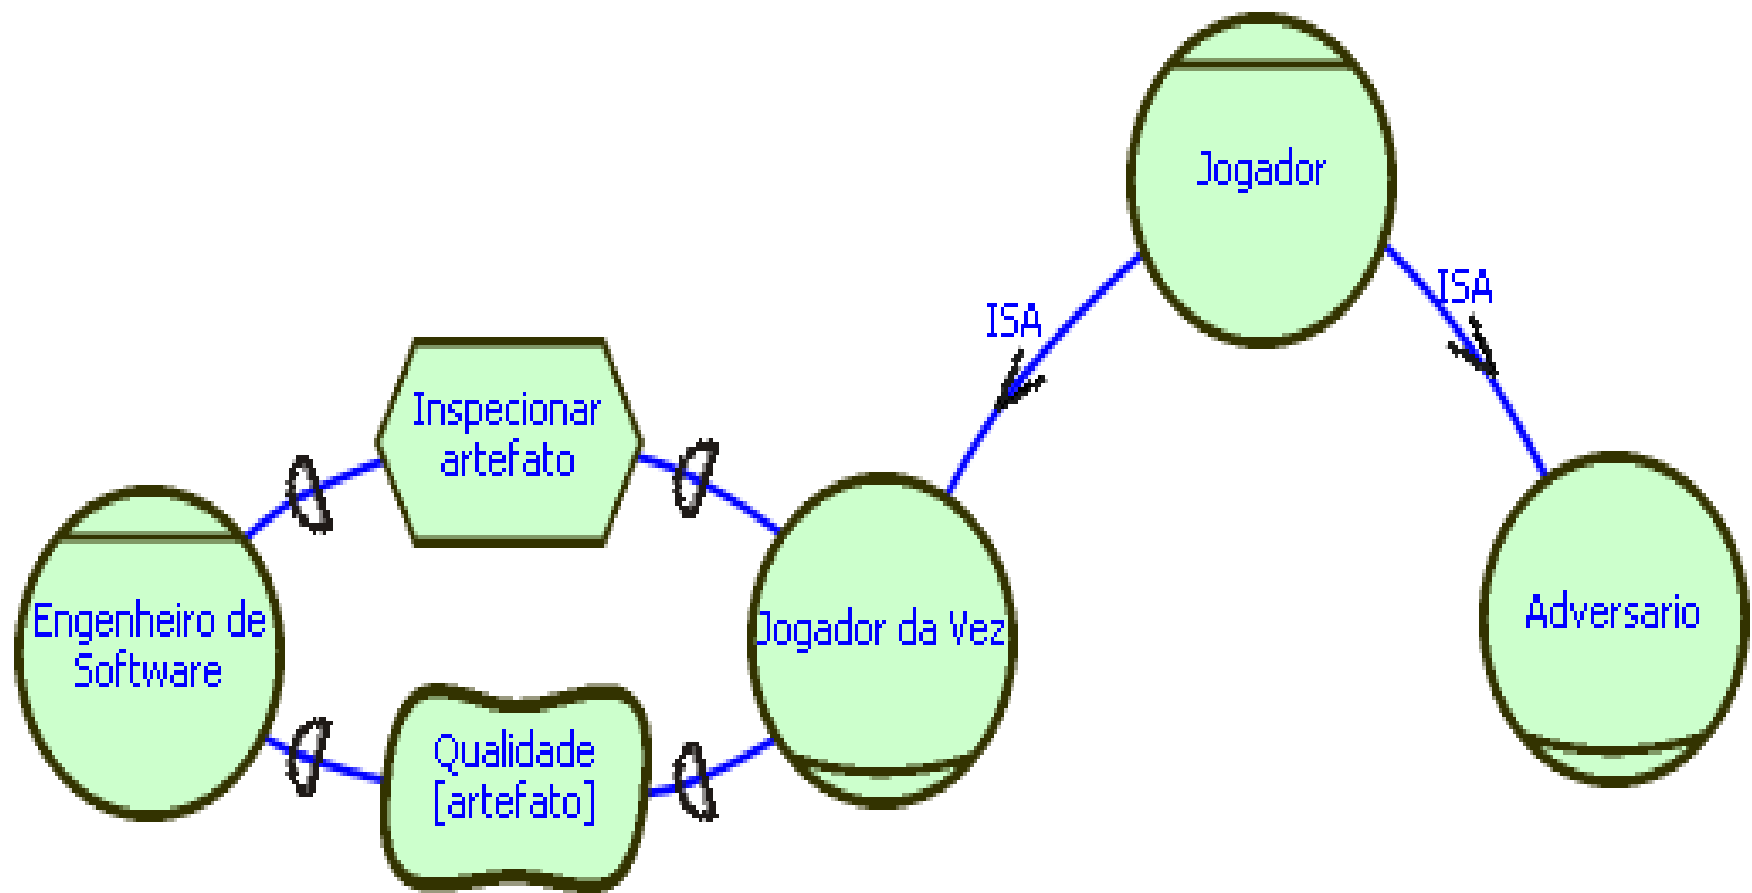 Jogador
ISA
ISA
Inspecionar
artefato
Engenheiro de
Software
Jogador da Vez
Adversario
Qualidade
[artefato]